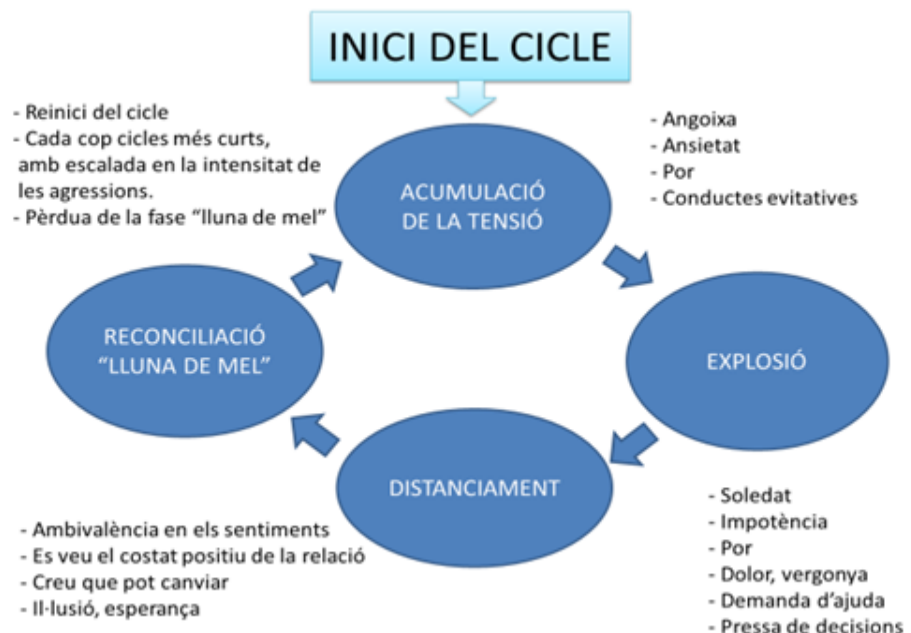 INICI DEL CICLE
- Reinici del cicle
- Cada cop cicles més curts,
amb escalada en la intensitat de
les agressions.
- Pèrdua de la fase “lluna de mel”
- Angoixa
- Ansietat
- Por
- Conductes evitatives
ACUMULACIÓ
DE LA TENSIÓ
RECONCILIACIÓ
“LLUNA DE MEL”
EXPLOSIÓ
DISTANCIAMENT
- Ambivalència en els sentiments
- Es veu el costat positiu de la relació
- Creu que pot canviar
- Il·lusió, esperança
- Soledat
- Impotència
- Por
- Dolor, vergonya
- Demanda d’ajuda
- Pressa de decisions